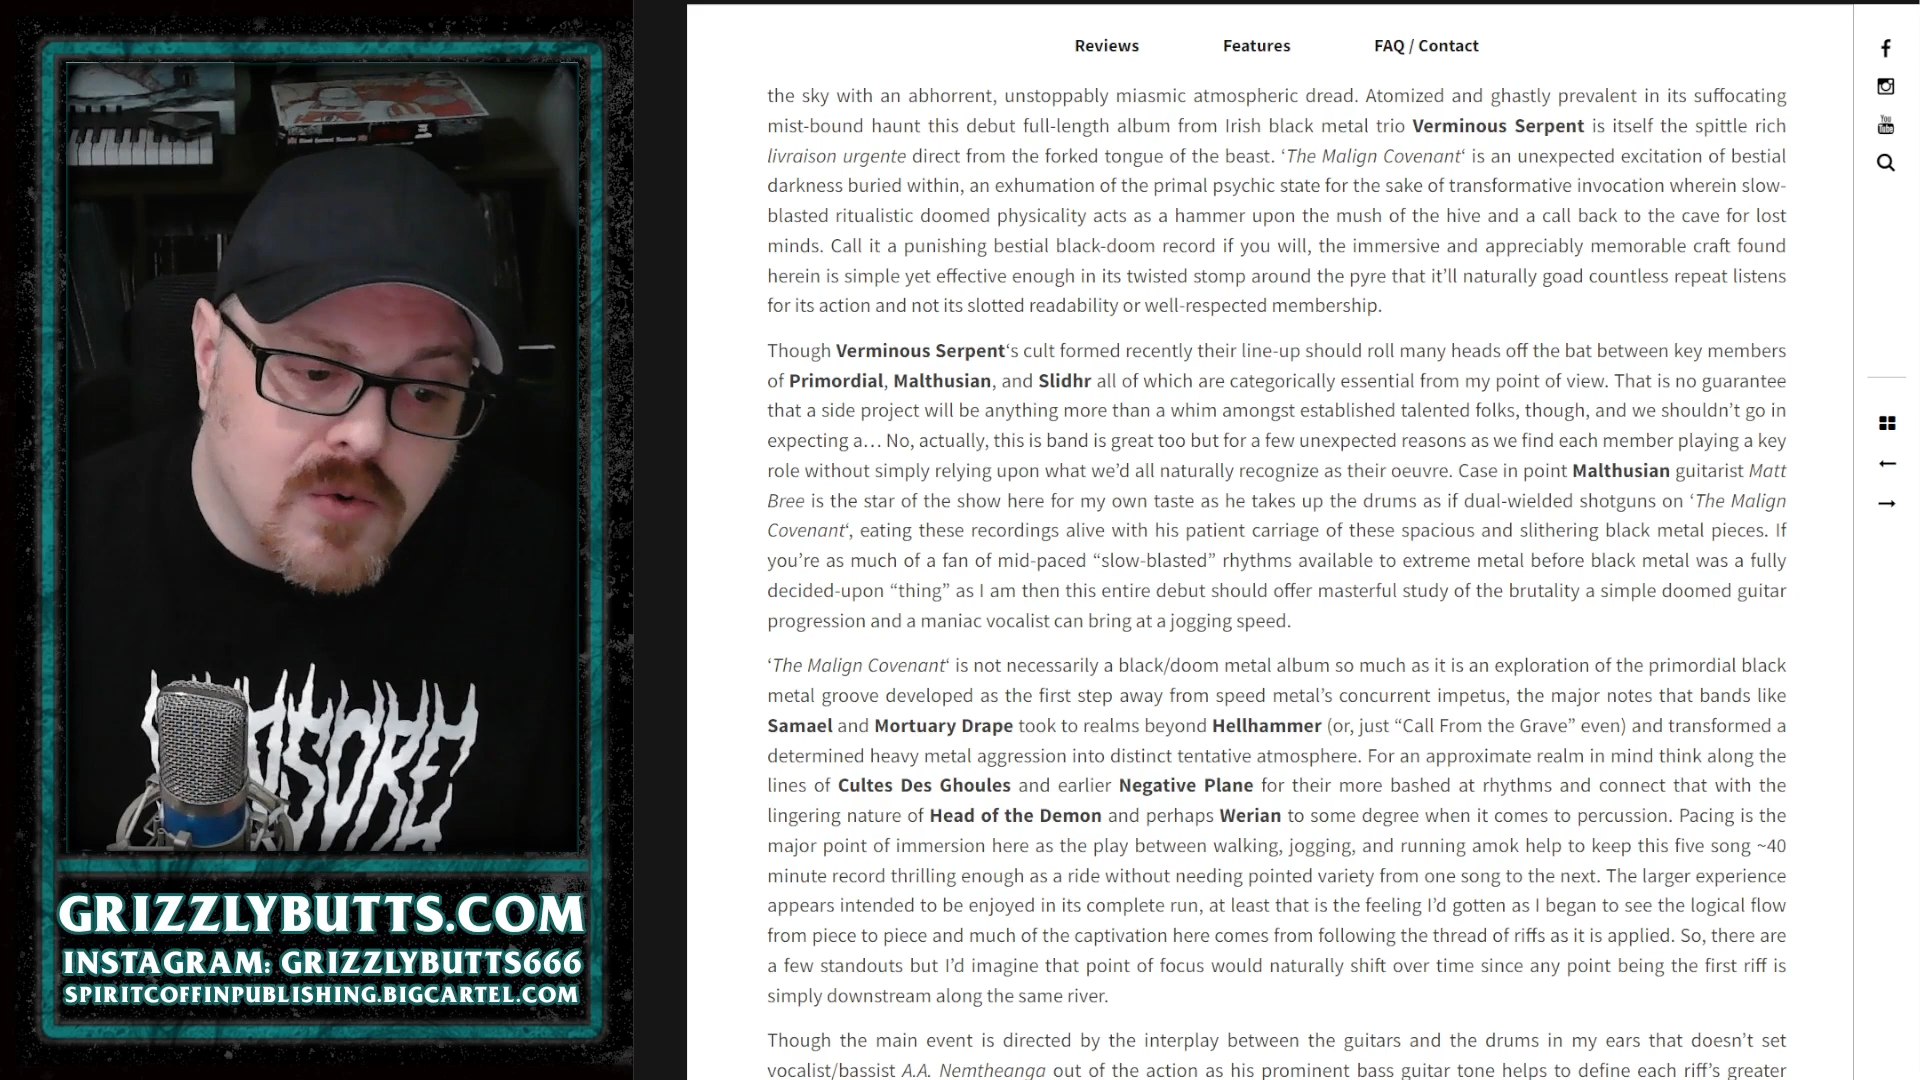 GRIZZLYBUTTS.COM
INSTAGRAM: GRIZZLYBUTTS666
SPIRITCOFFINPUBLISHING.BIGCARTEL.COM
Reviews Features FAQ / Contact
the sky with an abhorrent, unstoppably miasmic atmospheric dread. Atomized and ghastly prevalent in its suffocating
mist-bound haunt this debut full-length album from Irish black metal trio Verminous Serpent is itself the spittle rich
livraison urgente direct from the forked tongue of the beast. ‘The Malign Covenant‘ is an unexpected excitation of bestial
darkness buried within, an exhumation of the primal psychic state for the sake of transformative invocation wherein slow-
blasted ritualistic doomed physicality acts as a hammer upon the mush of the hive and a call back to the cave for lost
minds. Call it a punishing bestial black-doom record if you will, the immersive and appreciably memorable craft found
herein is simple yet effective enough in its twisted stomp around the pyre that it’ll naturally goad countless repeat listens
for its action and not its slotted readability or well-respected membership.
Though Verminous Serpent‘s cult formed recently their line-up should roll many heads off the bat between key members
of Primordial, Malthusian, and Slidhr all of which are categorically essential from my point of view. That is no guarantee
that a side project will be anything more than a whim amongst established talented folks, though, and we shouldn’t go in
expecting a… No, actually, this is band is great too but for a few unexpected reasons as we find each member playing a key
role without simply relying upon what we’d all naturally recognize as their oeuvre. Case in point Malthusian guitarist Matt
Bree is the star of the show here for my own taste as he takes up the drums as if dual-wielded shotguns on ‘The Malign
Covenant‘, eating these recordings alive with his patient carriage of these spacious and slithering black metal pieces. If
you’re as much of a fan of mid-paced “slow-blasted” rhythms available to extreme metal before black metal was a fully
decided-upon “thing” as I am then this entire debut should offer masterful study of the brutality a simple doomed guitar
progression and a maniac vocalist can bring at a jogging speed.
‘The Malign Covenant‘ is not necessarily a black/doom metal album so much as it is an exploration of the primordial black
metal groove developed as the first step away from speed metal’s concurrent impetus, the major notes that bands like
Samael and Mortuary Drape took to realms beyond Hellhammer (or, just “Call From the Grave” even) and transformed a
determined heavy metal aggression into distinct tentative atmosphere. For an approximate realm in mind think along the
lines of Cultes Des Ghoules and earlier Negative Plane for their more bashed at rhythms and connect that with the
lingering nature of Head of the Demon and perhaps Werian to some degree when it comes to percussion. Pacing is the
major point of immersion here as the play between walking, jogging, and running amok help to keep this five song ~40
minute record thrilling enough as a ride without needing pointed variety from one song to the next. The larger experience
appears intended to be enjoyed in its complete run, at least that is the feeling I’d gotten as I began to see the logical flow
from piece to piece and much of the captivation here comes from following the thread of riffs as it is applied. So, there are
a few standouts but I’d imagine that point of focus would naturally shift over time since any point being the first riff is
simply downstream along the same river.
Though the main event is directed by the interplay between the guitars and the drums in my ears that doesn’t set
vocalist/bassist A.A. Nemtheanga out of the action as his prominent bass guitar tone helps to define each riff’s greater
You
Tube